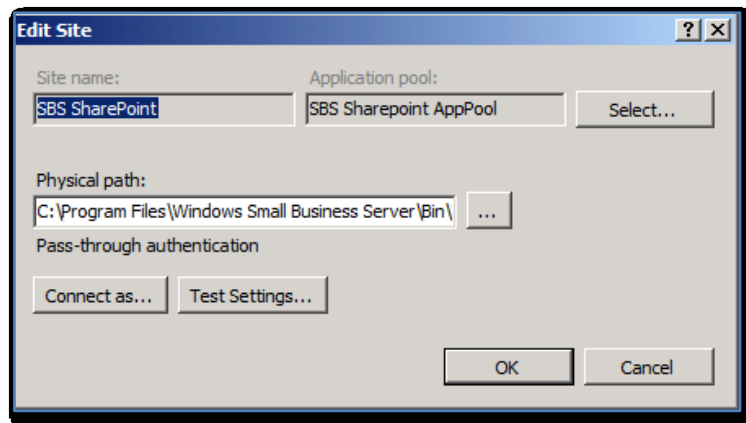 Edit Site
? X
Site name: Application pool:
SBS SharePoint SBS Sharepoint AppPool Select...
Physical path:
C:\Program Files\Windows Small Business Server\Bin\ ...
Pass-through authentication
Connect as... Test Settings...
OK Cancel